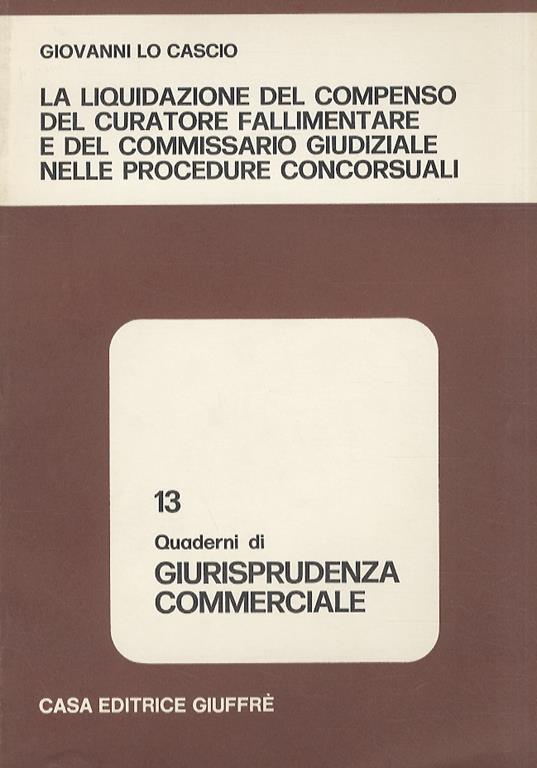 GIOVANNI LO CASCIO
LA LIQUIDAZIONE DEL COMPENSO
DEL CURATORE FALLIMENTARE
E DEL COMMISSARIO GIUDIZIALE
NELLE PROCEDURE CONCORSUALI
13
Quaderni di
GIURISPRUDENZA
COMMERCIALE
CASA EDITRICE GIUFFRÈ